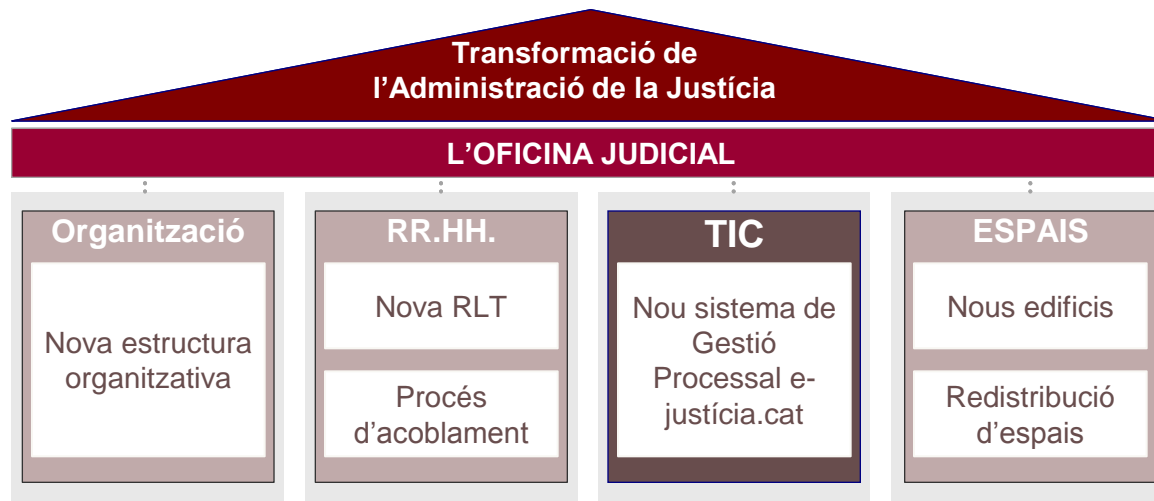 Transformació de
l’Administració de la Justícia
L’OFICINA JUDICIAL
Organització
Nova estructura
organitzativa
RR.HH.
Nova RLT
Procés
d’acoblament
TIC
Nou sistema de
Gestió
Processal e-
justícia.cat
ESPAIS
Nous edificis
Redistribució
d’espais